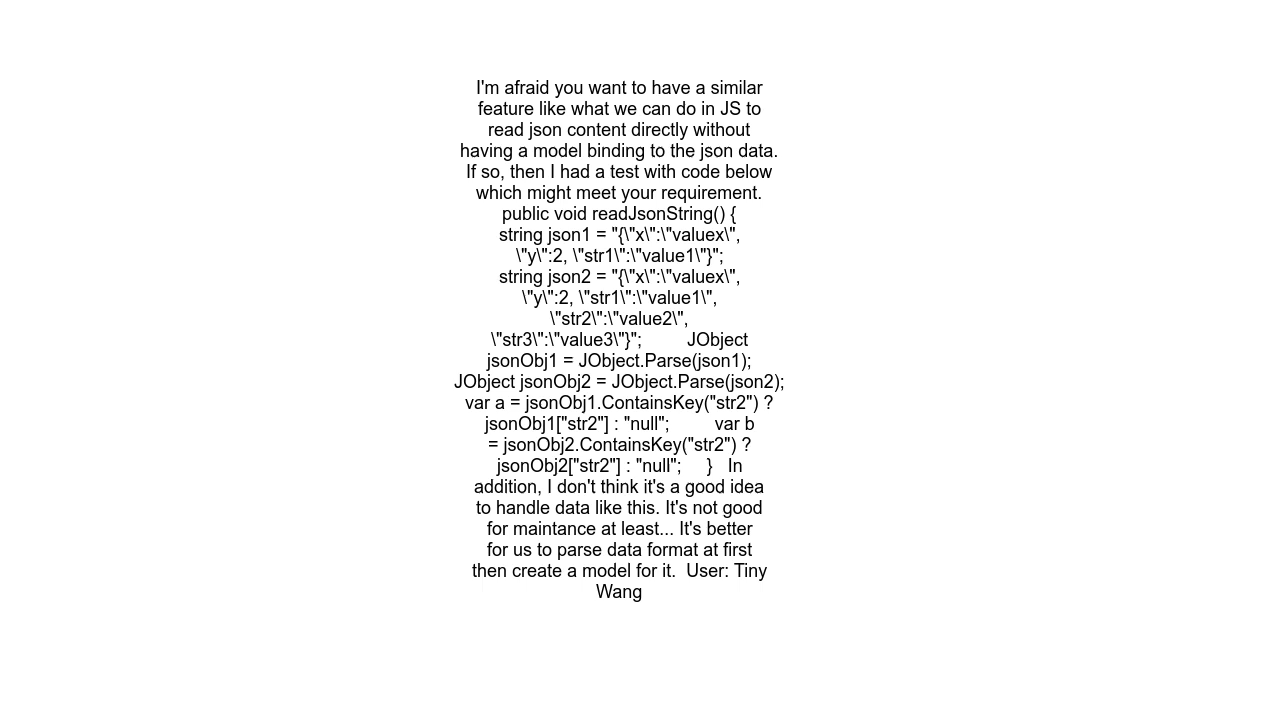 I'm afraid you want to have a similar
feature like what we can do in JS to
read json content directly without
having a model binding to the json data.
If so, then I had a test with code below
which might meet your requirement.
public void readJsonString() {
string json1 = "{\"x\":\"valuex\",
\"y\":2, \"str1\":\"value1\"}";
string json2 = "{\"x\":\"valuex\",
\"y\":2, \"str1\":\"value1\",
\"str2\":\"value2\",
\"str3\":\"value3\"}";         JObject
jsonObj1 = JObject.Parse(json1);
JObject jsonObj2 = JObject.Parse(json2);
var a = jsonObj1.ContainsKey("str2") ?
jsonObj1["str2"] : "null";         var b
= jsonObj2.ContainsKey("str2") ?
jsonObj2["str2"] : "null";     }   In
addition, I don't think it's a good idea
to handle data like this. It's not good
for maintance at least... It's better
for us to parse data format at first
then create a model for it.  User: Tiny
Wang